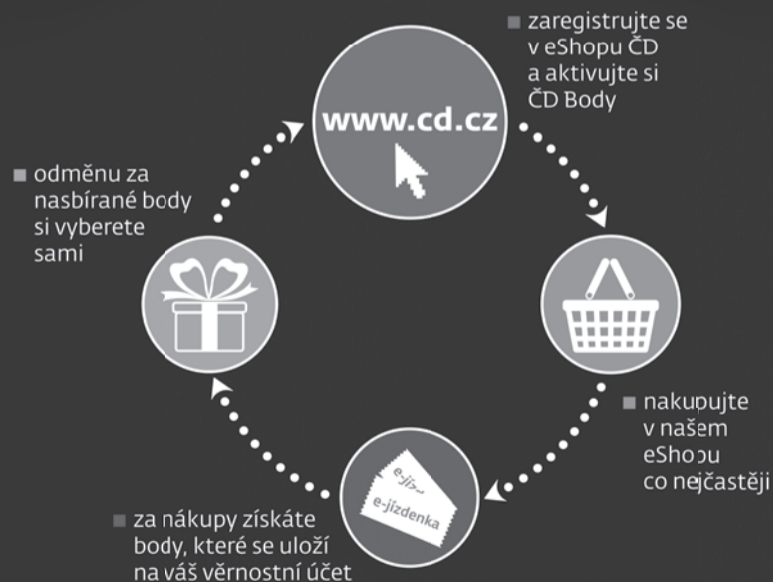 zaregistrujte se
v eShopu ČD
a aktivujte si
ČD Body
www.cd.cz
nakupujte
v našem
eShopu
co nejčastěji
e-jízdenka
za nákupy získáte
body, které se uloží
na váš věrnostní účet
odměnu za
nasbírané body
si vyberete
sami